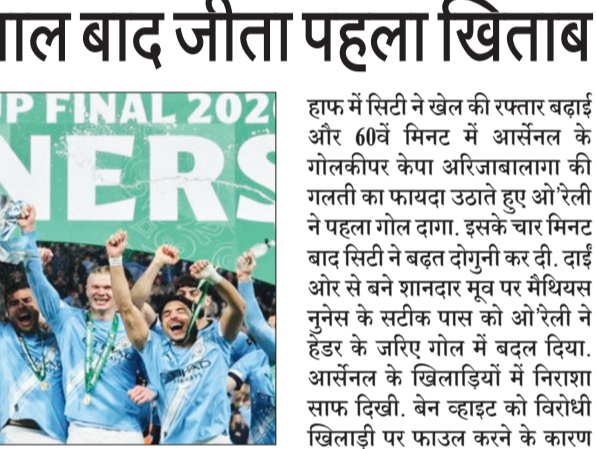 बाद जीता पहला खिताब
UP FINAL 202
NERS
हाफ में सिटी ने खेल की रफ्तार बढ़ाई
और 60वें मिनट में आर्सेनल के
गोलकीपर केपा अरिजाबालागा की
गलती का फायदा उठाते हुए ओ'रेली
ने पहला गोल दागा. इसके चार मिनट
बाद सिटी ने बढ़त दोगुनी कर दी. दाईं
ओर से बने शानदार मूव पर मैथियस
नुनेस के सटीक पास को ओ'रेली ने
हेडर के जरिए गोल में बदल दिया.
आर्सेनल के खिलाड़ियों में निराशा
साफ दिखी. बेन व्हाइट को विरोधी
खिलाड़ी पर फाउल करने के कारण